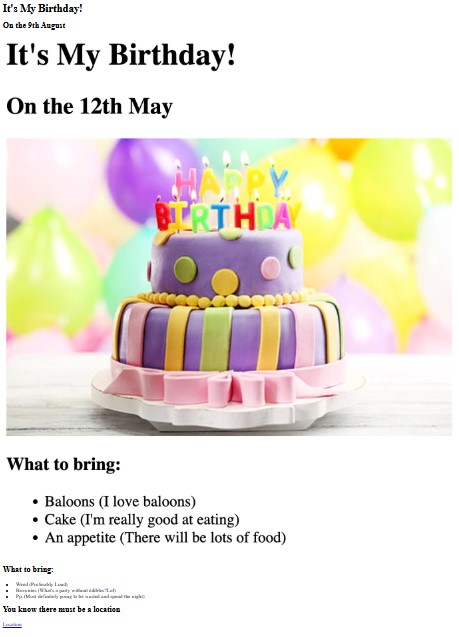 It's My Birthday!
On the 9th August
It's My Birthday!
On the 12th May
HAPPY
BIRTHDAY
What to bring:
Baloons (I love baloons)
Cake (I'm really good at eating)
An appetite (There will be lots of food)
What to bring:
Weed (Preferably Loud)
Brownies (What's a party without edibles?Lol)
Pjs (Most definitely going to be wasted and spend the night)
You know there must be a location
Location